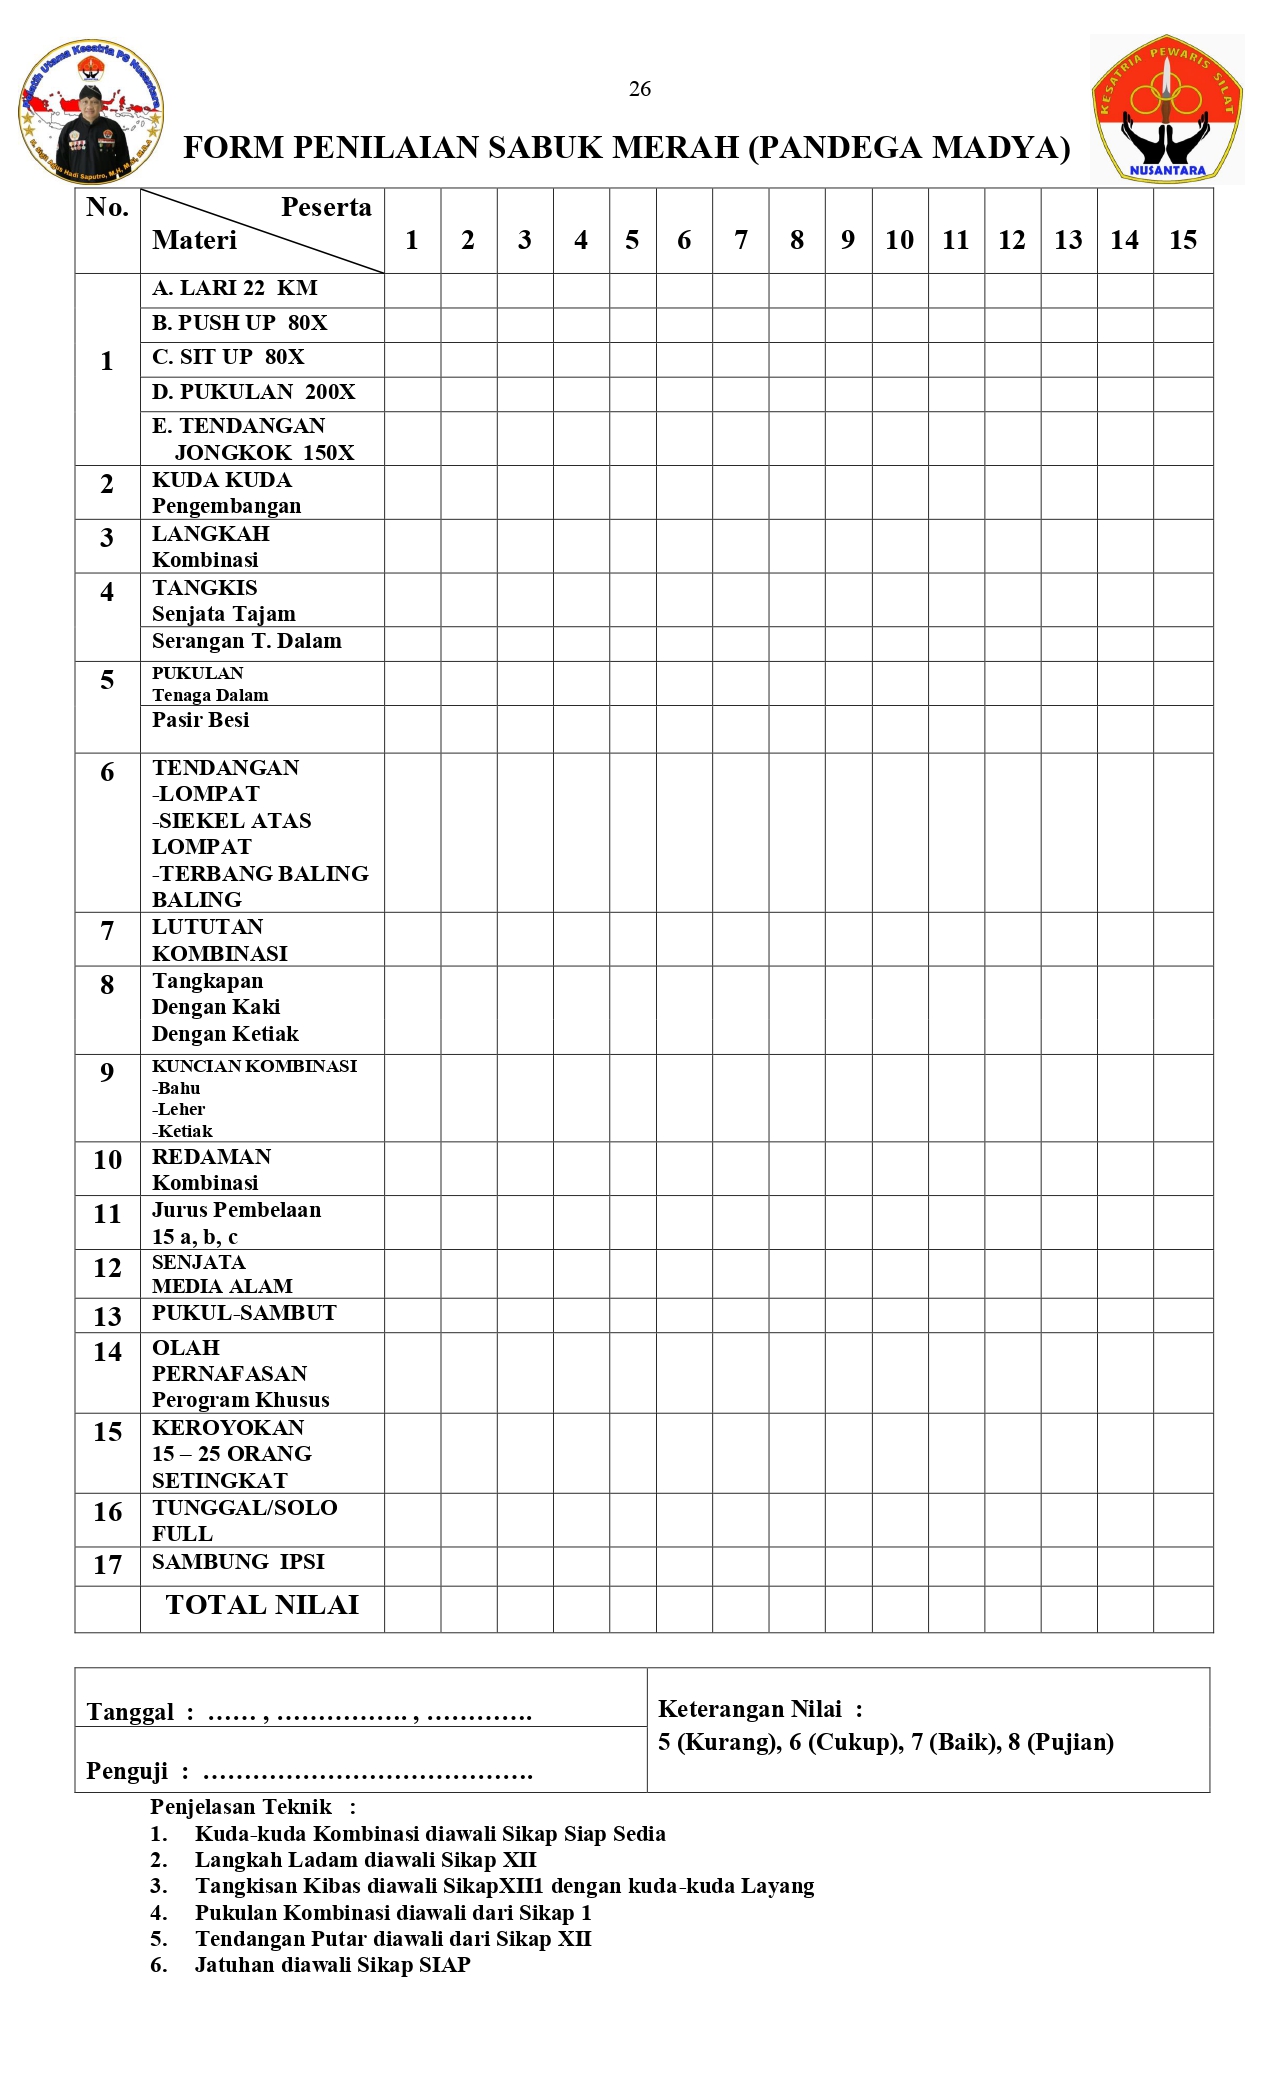 Pelatih Utama Kesatria PG Nusantara
26
KESATRIA PEWARIS SILAT
NUSANTARA
FORM PENILAIAN SABUK MERAH (PANDEGA MADYA)
No. Peserta
Materi 1 2 3 4 5 6 7 8 9 10 11 12 13 14 15
1
A. LARI 22 KM
B. PUSH UP 80X
C. SIT UP 80X
D. PUKULAN 200X
E. TENDANGAN
JONGKOK 150X
2 KUDA KUDA
Pengembangan
3 LANGKAH
Kombinasi
4 TANGKIS
Senjata Tajam
Serangan T. Dalam
5 PUKULAN
Tenaga Dalam
Pasir Besi
6 TENDANGAN
-LOMPAT
-SIEKEL ATAS
LOMPAT
-TERBANG BALING
BALING
7 LUTUTAN
KOMBINASI
8 Tangkapan
Dengan Kaki
Dengan Ketiak
9 KUNCIAN KOMBINASI
-Bahu
-Leher
-Ketiak
10 REDAMAN
Kombinasi
11 Jurus Pembelaan
15 a, b, c
12 SENJATA
MEDIA ALAM
13 PUKUL-SAMBUT
14 OLAH
PERNAFASAN
Perogram Khusus
15 KEROYOKAN
15 – 25 ORANG
SETINGKAT
16 TUNGGAL/SOLO
FULL
17 SAMBUNG IPSI
TOTAL NILAI
Tanggal : …… , ……………. , ………….
Penguji : ………………………………….
Keterangan Nilai :
5 (Kurang), 6 (Cukup), 7 (Baik), 8 (Pujian)
Penjelasan Teknik :
1. Kuda-kuda Kombinasi diawali Sikap Siap Sedia
2. Langkah Ladam diawali Sikap XII
3. Tangkisan Kibas diawali SikapXII1 dengan kuda-kuda Layang
4. Pukulan Kombinasi diawali dari Sikap 1
5. Tendangan Putar diawali dari Sikap XII
6. Jatuhan diawali Sikap SIAP